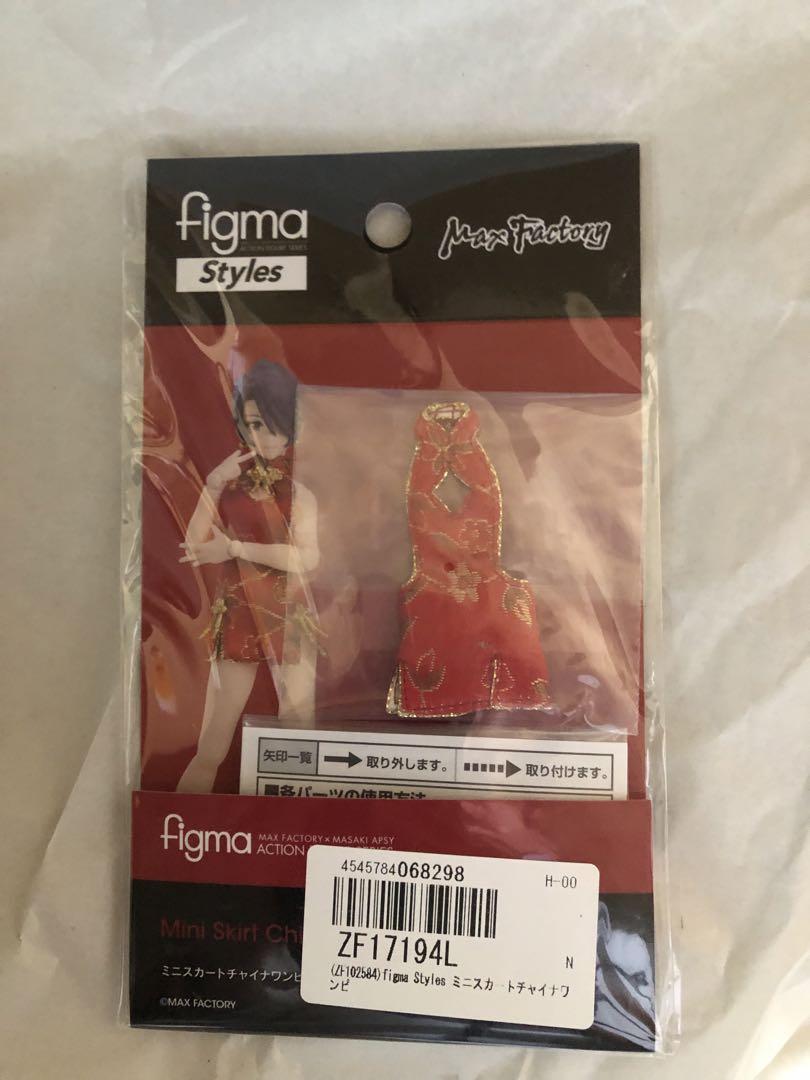 figma
ACTION FIGURE SERIES
Styles
Max Factory
矢印一覧
取り外します。
取り付けます。
■各パーツの使用方法
figma
MAX FACTORY × MASAKI APSY
ACTION
Mini Skirt Ch
ミニスカートチャイナワンピ
©MAX FACTORY
4545784068298
H-00
ZF17194L
N
(ZF102584)figma Styles ミニスカートチャイナワ
ンピ